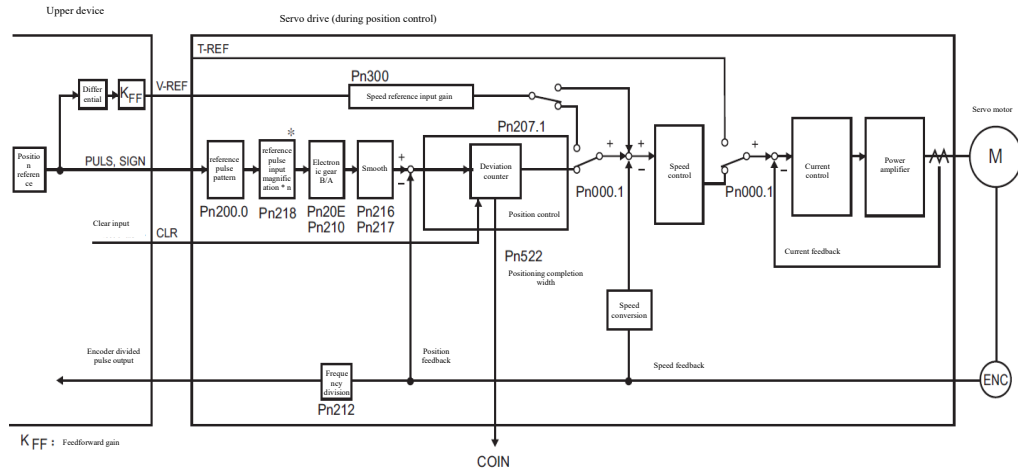 Upper device
Servo drive (during position control)
T-REF
V-REF
Differ
ential
KFF
Pn300
Speed reference input gain
Servo motor
M
Positio
n
refere
nce
PULS, SIGN
reference
pulse
pattern
Pn200.0
*
reference
pulse
input
magnific
ation * n
Pn218
Electron
ic gear
B/A
Pn20E
Pn210
Smooth
Pn216
Pn217
+
−
Pn207.1
Deviation
counter
Position control
+
Pn000.1
+
−
Speed
control
+
Pn000.1
−
Current
control
Power
amplifier
Clear input
CLR
Current feedback
Pn522
Positioning completion
width
Speed
conversion
Encoder divided
pulse output
Position
feedback
Speed feedback
Freque
ncy
division
Pn212
ENC
KFF : Feedforward gain
COIN